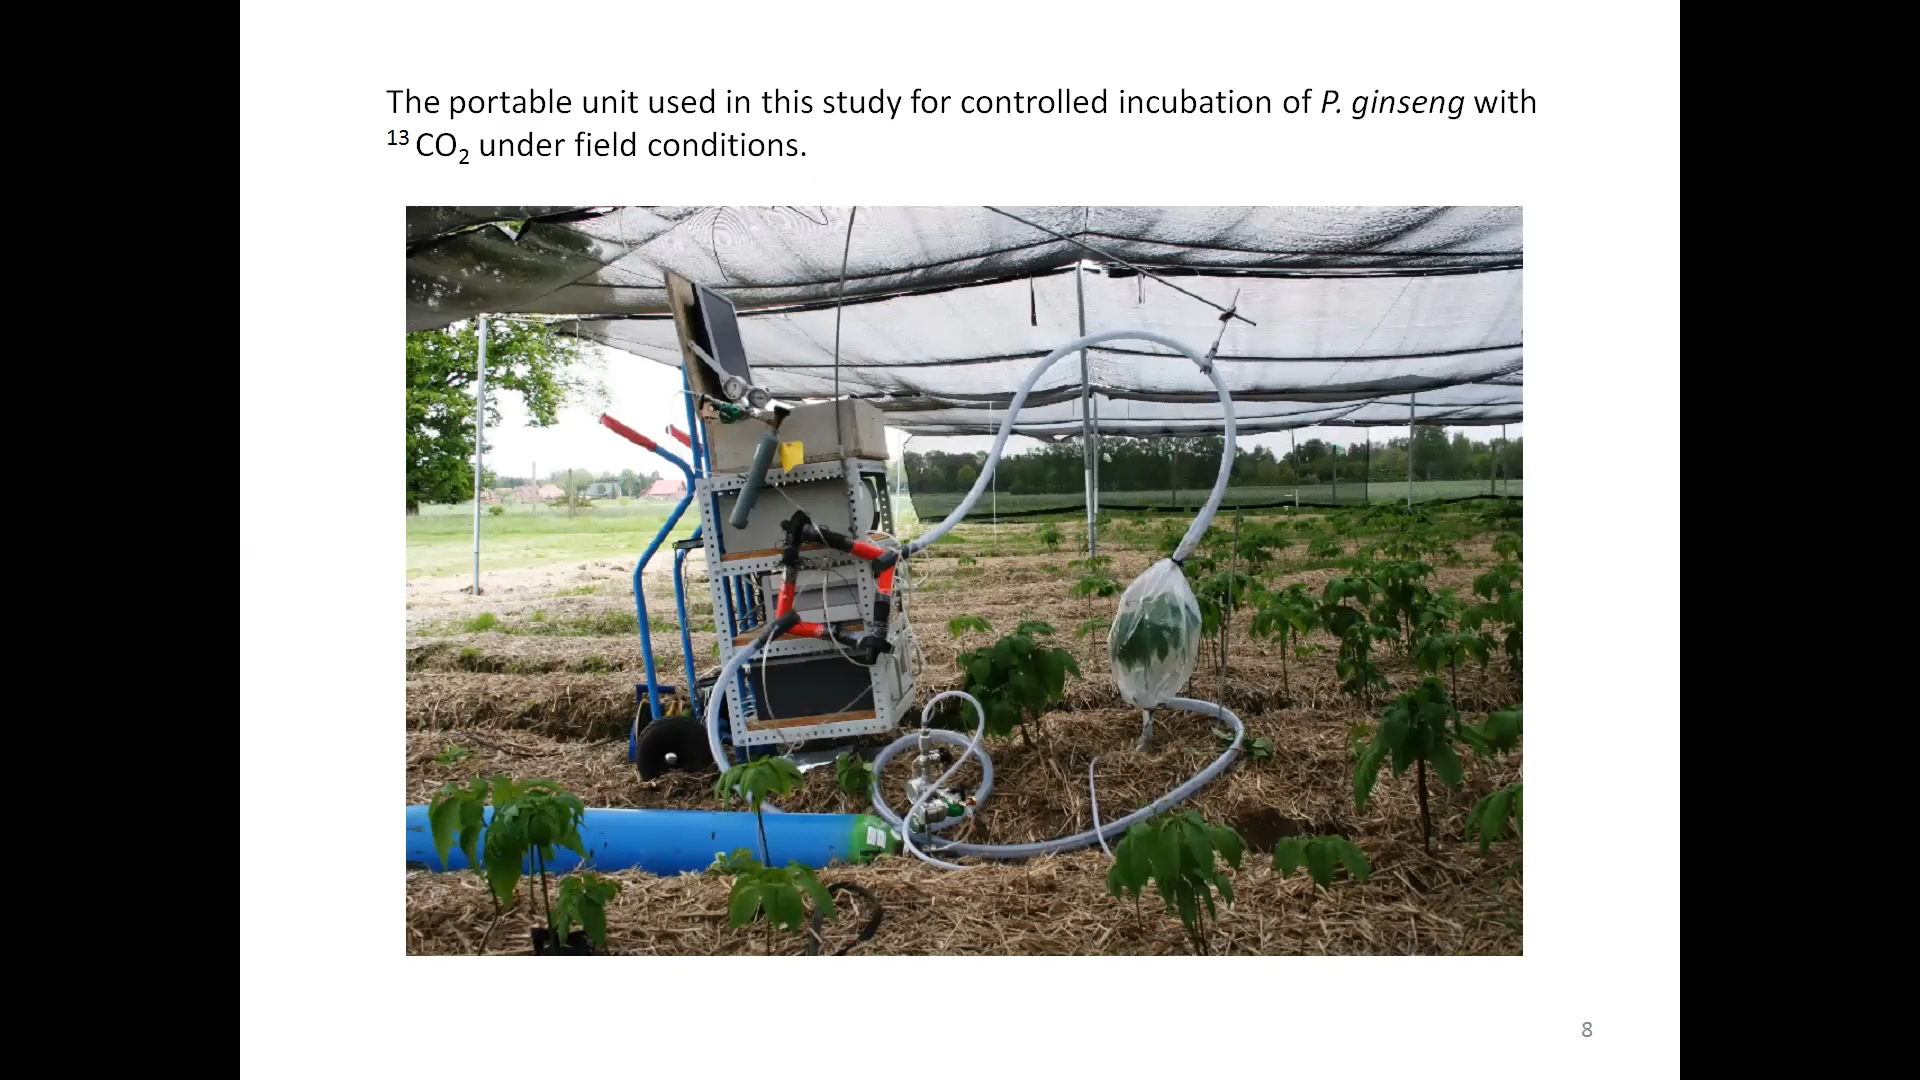 The portable unit used in this study for controlled incubation of P. ginseng with
¹³ CO₂ under field conditions.
8